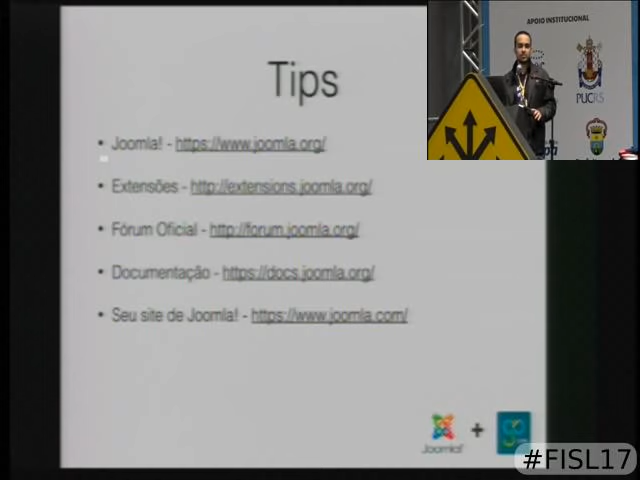 Tips
• Joomla! - https://www.joomla.org/
• Extensões - http://extensions.joomla.org/
• Fórum Oficial - http://forum.joomla.org/
• Documentação - https://docs.joomla.org/
• Seu site de Joomla! - https://www.joomla.com/
Joomla!
+
APOIO INSTITUCIONAL
PUCRS
#FISL17